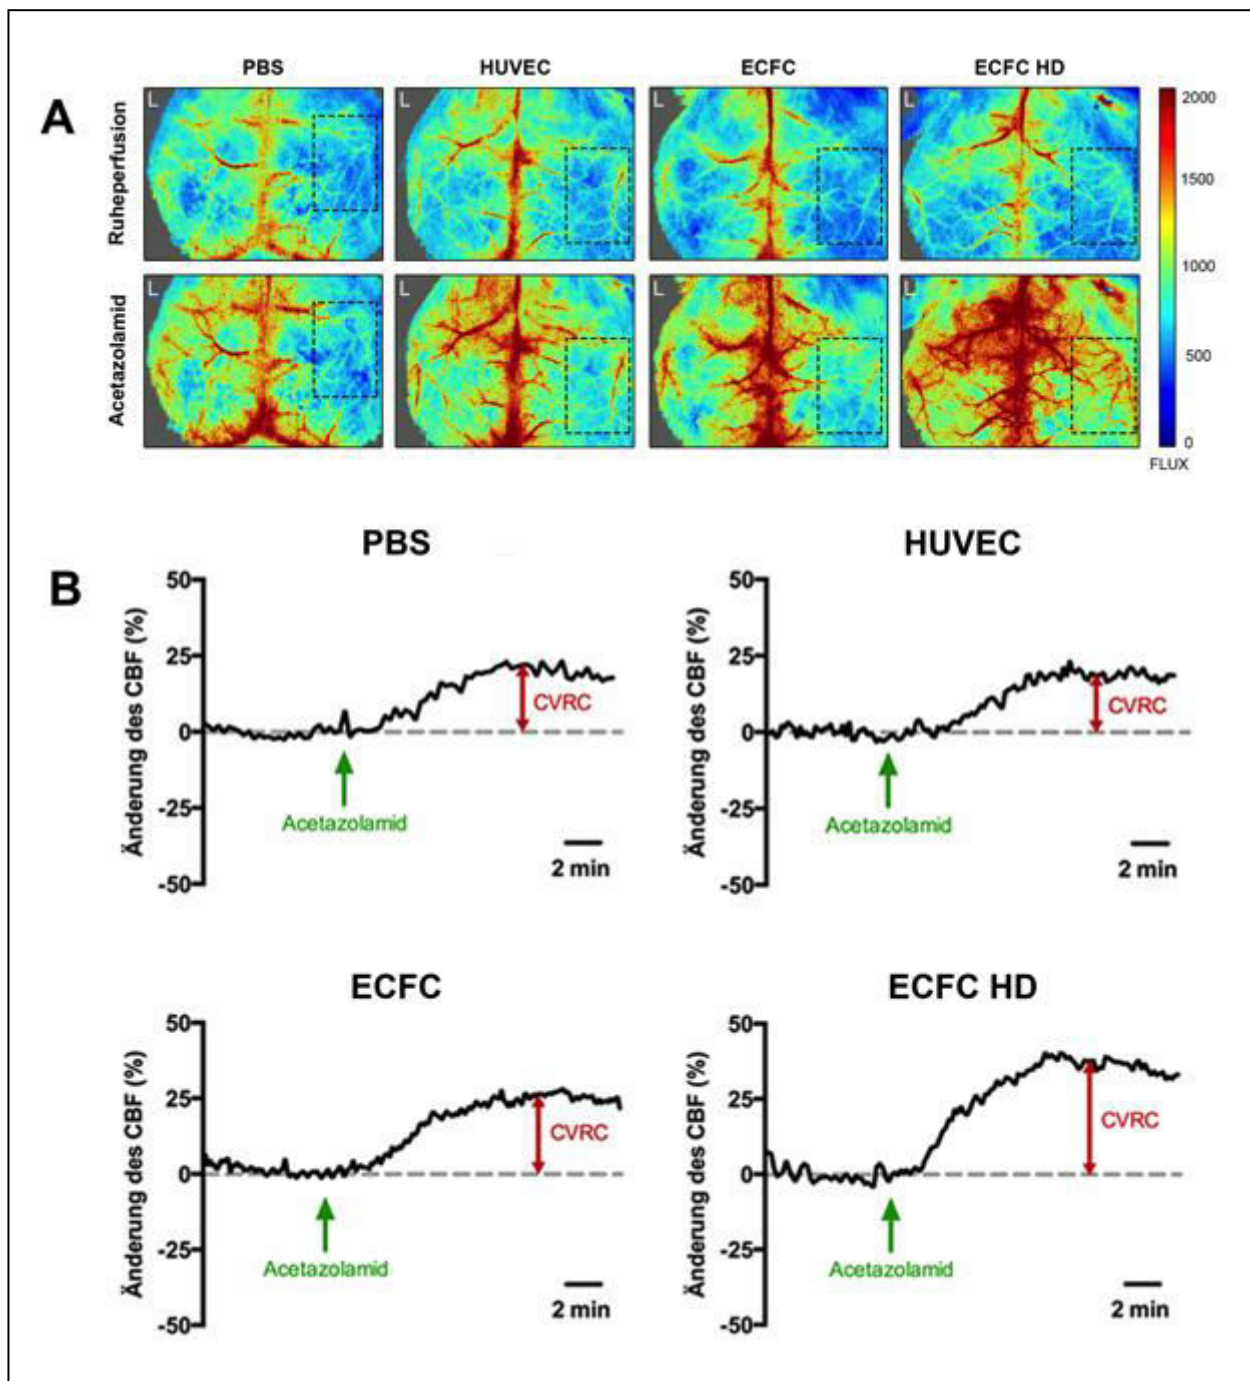 PBS HUVEC ECFC ECFC HD
A
Ruheperfusion
L L L L
2000
1500
1000
500
0
FLUX
Acetazolamid
L L L L
B
PBS
Änderung des CBF (%)
50
25
0
-25
-50
CVRC
Acetazolamid
2 min
HUVEC
Änderung des CBF (%)
50
25
0
-25
-50
CVRC
Acetazolamid
2 min
ECFC
Änderung des CBF (%)
50
25
0
-25
-50
CVRC
Acetazolamid
2 min
ECFC HD
Änderung des CBF (%)
50
25
0
-25
-50
CVRC
Acetazolamid
2 min